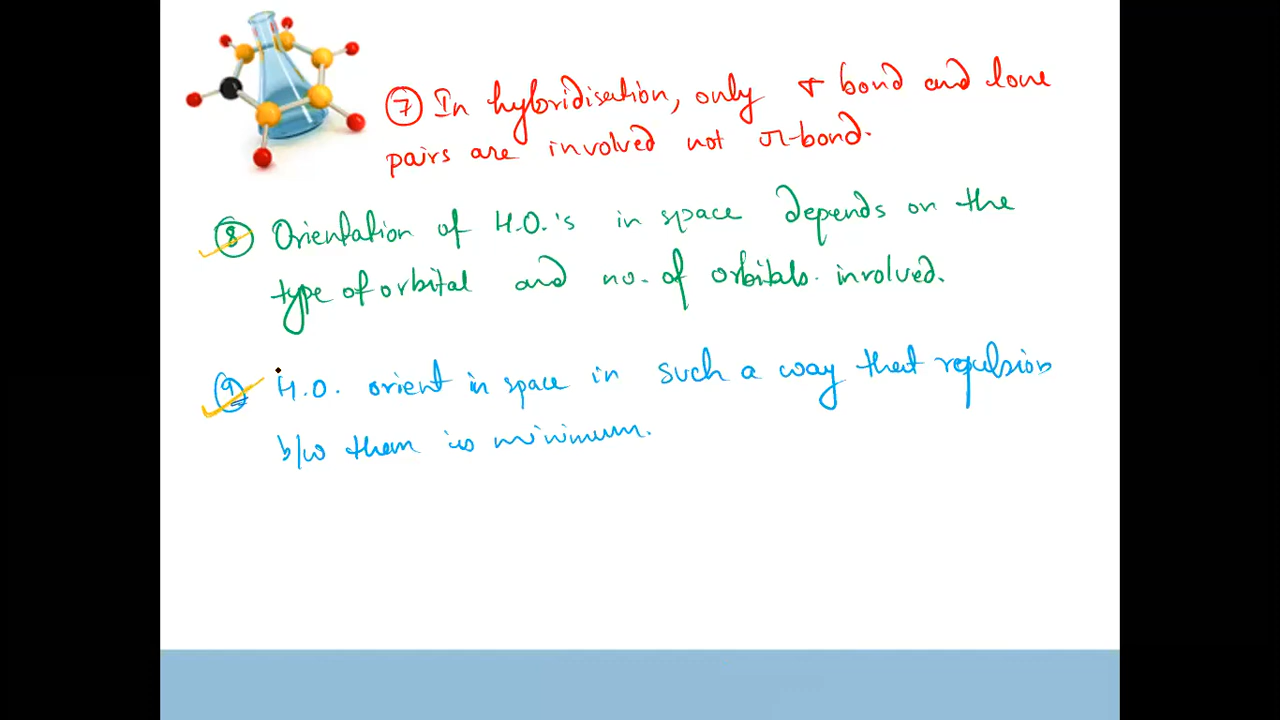 ⑦ In hybridisation, only σ bond and lone
pairs are involved not π-bond.
⑧ Orientation of H.O.'s in space depends on the
type of orbital and no. of orbitals. involved.
⑨ H.O. orient in space in such a way that repulsion
b/w them is minimum.